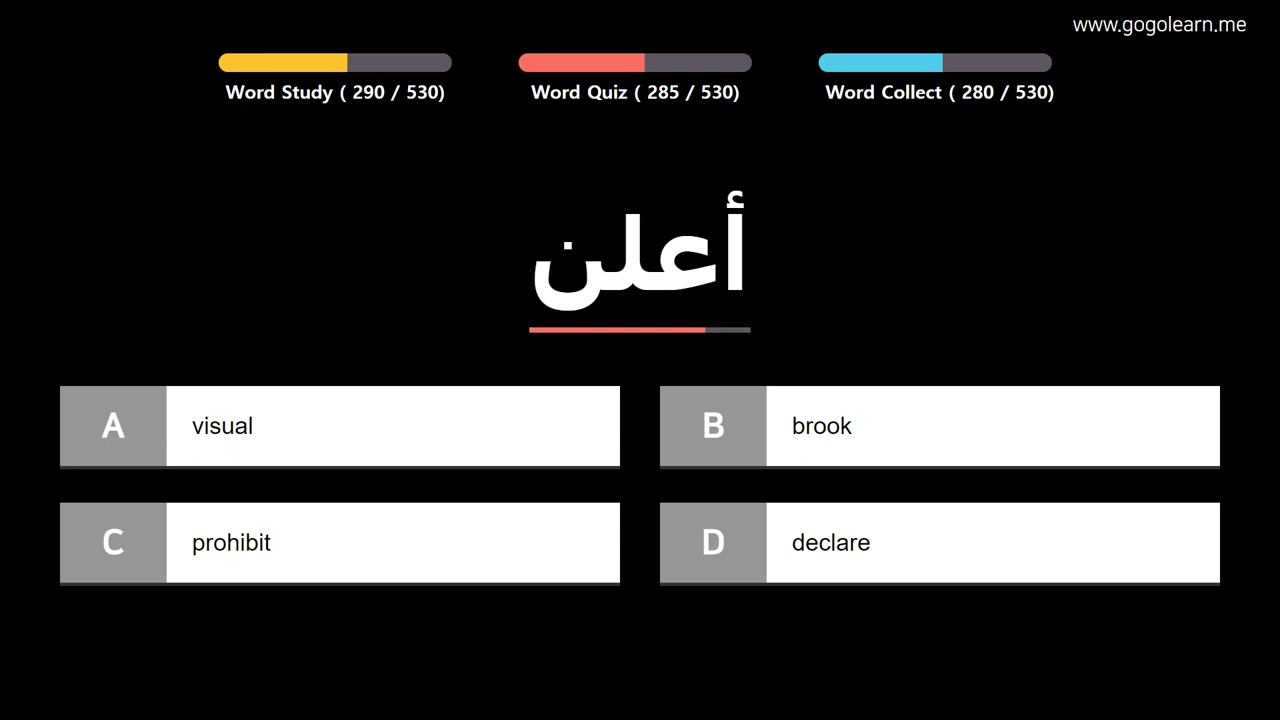 www.gogolearn.me
Word Study ( 290 / 530)
Word Quiz ( 285 / 530)
Word Collect ( 280 / 530)
أعلن
A visual
B brook
C prohibit
D declare